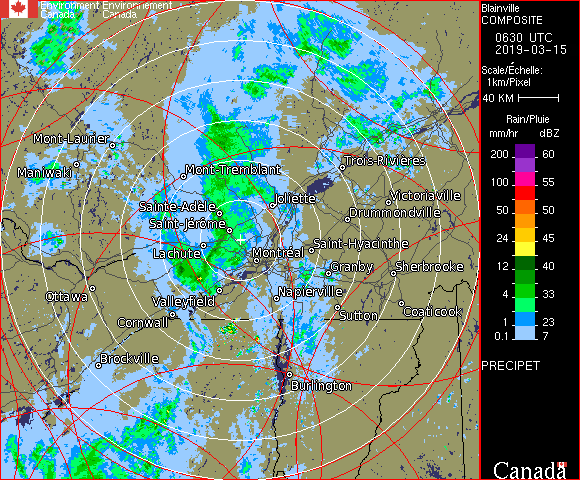 Environment Environnement
Canada Canada
Mont-Laurier
Maniwaki
Mont-Tremblant
Trois-Rivieres
Sainte-Adele
Joliette
Victoriaville
Saint-Jérôme
Drummondville
Lachute
Montréal
Saint-Hyacinthe
Granby
Sherbrooke
Ottawa
Valleyfield
Napierville
Cornwall
Sutton
Coaticook
Brockville
Burlington
Blainville
COMPOSITE
0630 UTC
2019-03-15
Scale/Échelle:
1km/Pixel
40 KM
Rain/Pluie
mm/hr dBZ
200 60
100 55
50 50
24 45
12 40
4 33
1 23
0.1 7
PRECIPET
Canada